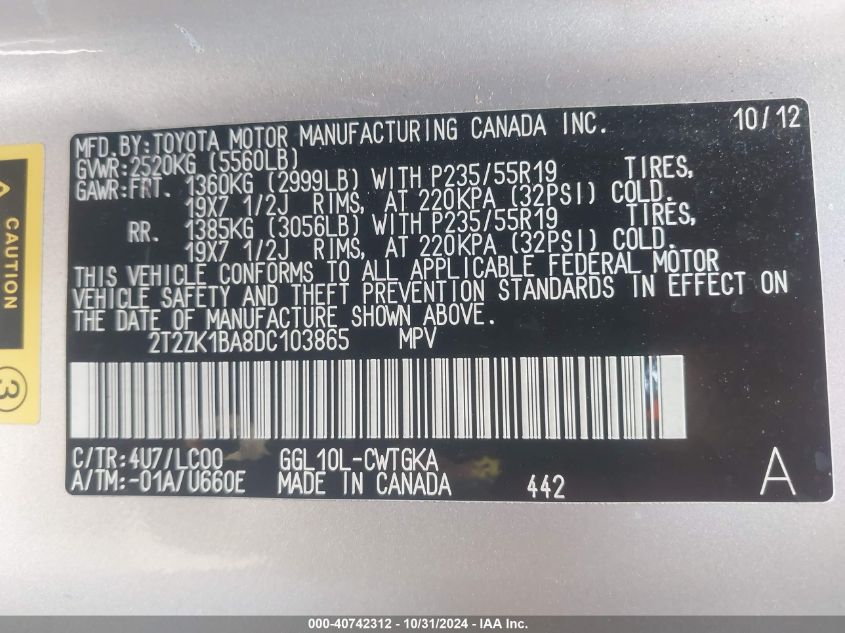 MFD. BY: TOYOTA MOTOR MANUFACTURING CANADA INC. 10/12
GVWR: 2520KG (5560LB)
GAWR: FRT. 1360KG (2999LB) WITH P235/55R19 TIRES,
19X7 1/2J RIMS, AT 220KPA (32PSI) COLD.
RR. 1385KG (3056LB) WITH P235/55R19 TIRES,
19X7 1/2J RIMS, AT 220KPA (32PSI) COLD.
THIS VEHICLE CONFORMS TO ALL APPLICABLE FEDERAL MOTOR
VEHICLE SAFETY AND THEFT PREVENTION STANDARDS IN EFFECT ON
THE DATE OF MANUFACTURE SHOWN ABOVE.
2T2ZK1BA8DC103865 MPV
C/TR: 4U7/LC00 GGL10L-CWTGKA
A/TM: -01A/U660E MADE IN CANADA 442 A
CAUTION
3
000-40742312 - 10/31/2024 - IAA Inc.